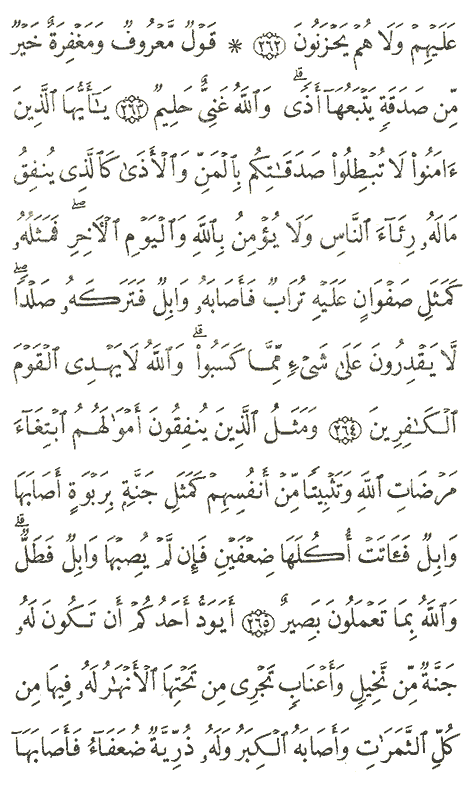 عَلَيْهِمْ وَلَا هُمْ يَحْزَنُونَ ٢٦٢ * قَوْلٌ مَّعْرُوفٌ وَمَغْفِرَةٌ خَيْرٌ
مِّن صَدَقَةٍ يَتْبَعُهَآ أَذًى ۗ وَٱللَّهُ غَنِىٌّ حَلِيمٌ ٢٦٣ يَـٰٓأَيُّهَا ٱلَّذِينَ
ءَامَنُوا۟ لَا تُبْطِلُوا۟ صَدَقَـٰتِكُم بِٱلْمَنِّ وَٱلْأَذَىٰ كَٱلَّذِى يُنفِقُ
مَالَهُۥ رِئَآءَ ٱلنَّاسِ وَلَا يُؤْمِنُ بِٱللَّهِ وَٱلْيَوْمِ ٱلْـَٔاخِرِ ۖ فَمَثَلُهُۥ
كَمَثَلِ صَفْوَانٍ عَلَيْهِ تُرَابٌ فَأَصَابَهُۥ وَابِلٌ فَتَرَكَهُۥ صَلْدًا ۖ
لَّا يَقْدِرُونَ عَلَىٰ شَىْءٍ مِّمَّا كَسَبُوا۟ ۗ وَٱللَّهُ لَا يَهْدِى ٱلْقَوْمَ
ٱلْكَـٰفِرِينَ ٢٦٤ وَمَثَلُ ٱلَّذِينَ يُنفِقُونَ أَمْوَٰلَهُمُ ٱبْتِغَآءَ
مَرْضَاتِ ٱللَّهِ وَتَثْبِيتًا مِّنْ أَنفُسِهِمْ كَمَثَلِ جَنَّةٍۭ بِرَبْوَةٍ أَصَابَهَا
وَابِلٌ فَـَٔاتَتْ أُكُلَهَا ضِعْفَيْنِ فَإِن لَّمْ يُصِبْهَا وَابِلٌ فَطَلٌّ ۗ
وَٱللَّهُ بِمَا تَعْمَلُونَ بَصِيرٌ ٢٦٥ أَيَوَدُّ أَحَدُكُمْ أَن تَكُونَ لَهُۥ
جَنَّةٌ مِّن نَّخِيلٍ وَأَعْنَابٍ تَجْرِى مِن تَحْتِهَا ٱلْأَنْهَـٰرُ لَهُۥ فِيهَا مِن
كُلِّ ٱلثَّمَرَٰتِ وَأَصَابَهُ ٱلْكِبَرُ وَلَهُۥ ذُرِّيَّةٌ ضُعَفَآءُ فَأَصَابَهَآ